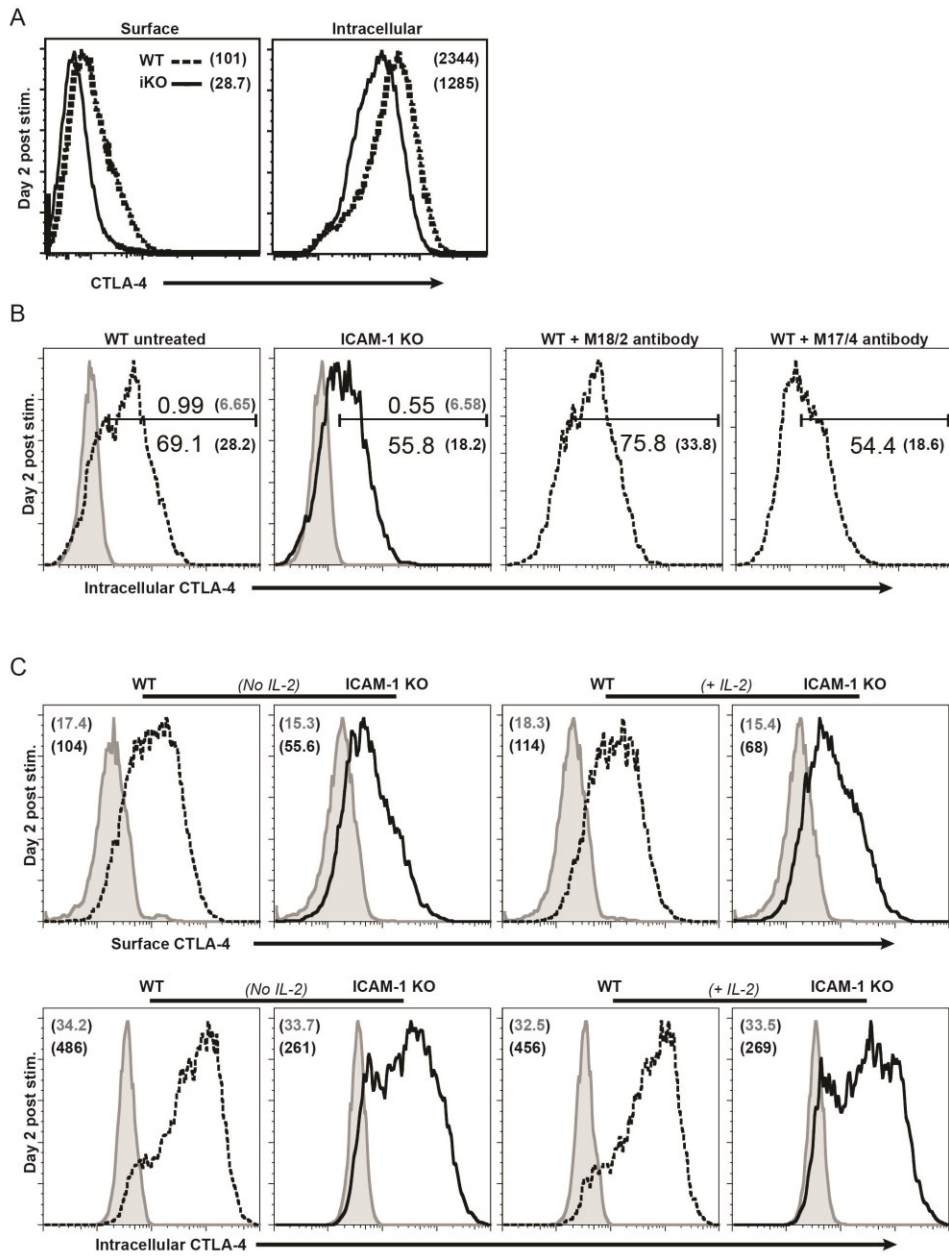 A
Surface
Intracellular
WT (101)
iKO (28.7)
(2344)
(1285)
Day 2 post stim.
CTLA-4
B
WT untreated
ICAM-1 KO
WT + M18/2 antibody
WT + M17/4 antibody
0.99 (6.65)
69.1 (28.2)
0.55 (6.58)
55.8 (18.2)
75.8 (33.8)
54.4 (18.6)
Day 2 post stim.
Intracellular CTLA-4
C
WT (No IL-2) ICAM-1 KO
WT (+ IL-2) ICAM-1 KO
(17.4)
(104)
(15.3)
(55.6)
(18.3)
(114)
(15.4)
(68)
Day 2 post stim.
Surface CTLA-4
WT (No IL-2) ICAM-1 KO
WT (+ IL-2) ICAM-1 KO
(34.2)
(486)
(33.7)
(261)
(32.5)
(456)
(33.5)
(269)
Day 2 post stim.
Intracellular CTLA-4